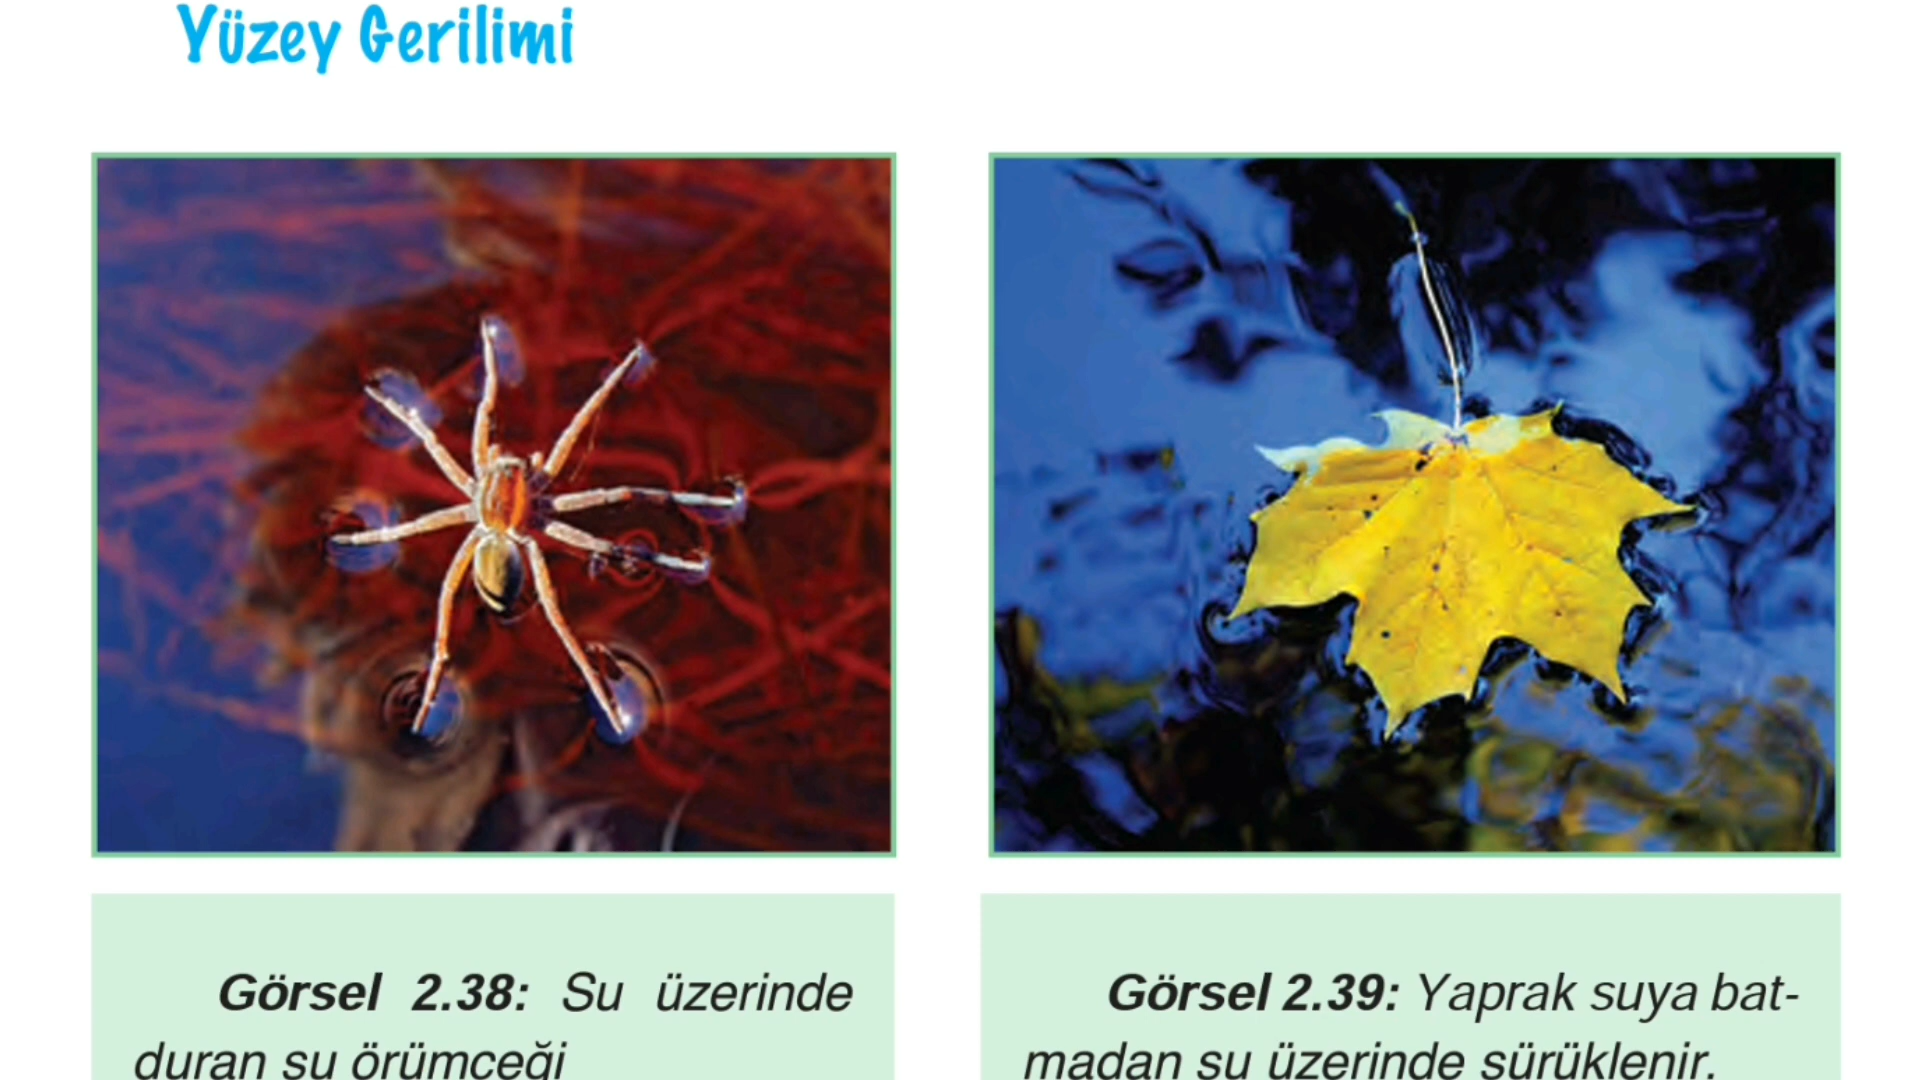 Yüzey Gerilimi
Görsel 2.38: Su üzerinde
duran su örümceği
Görsel 2.39: Yaprak suya bat-
madan su üzerinde sürüklenir.